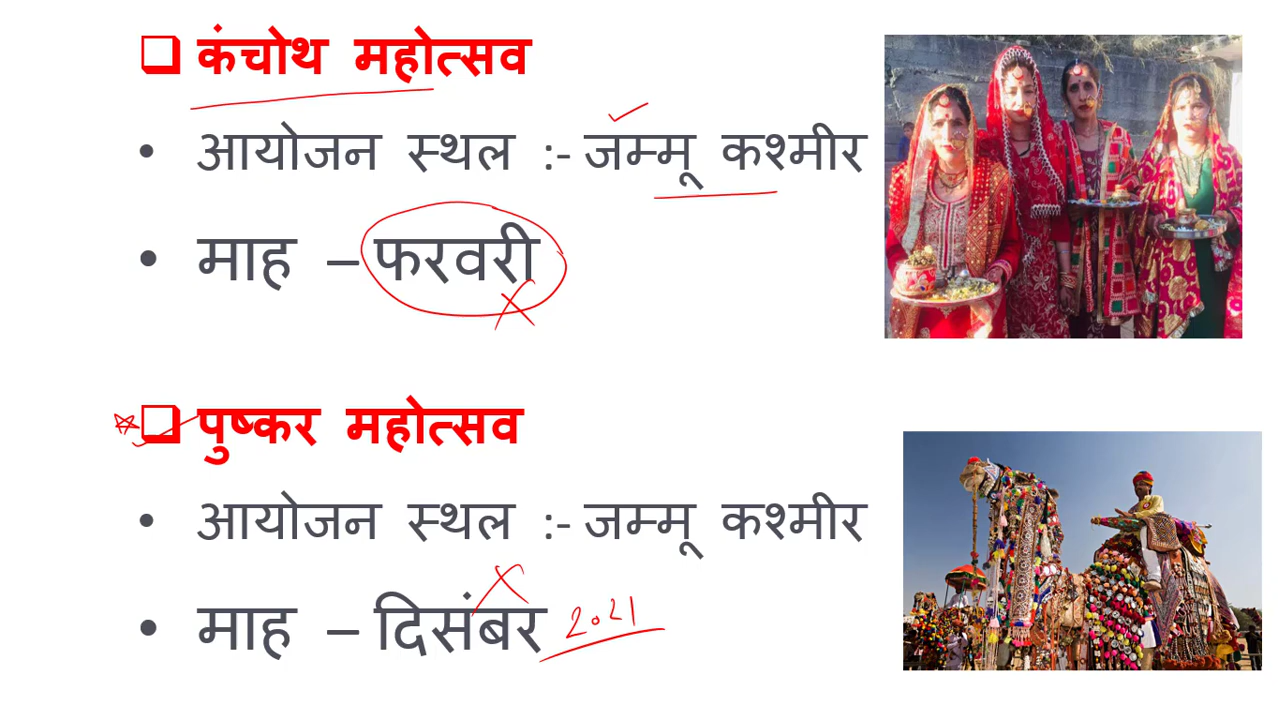 कंचोथ महोत्सव
• आयोजन स्थल :- जम्मू कश्मीर
• माह – फरवरी
पुष्कर महोत्सव
• आयोजन स्थल :- जम्मू कश्मीर
• माह – दिसंबर 2021